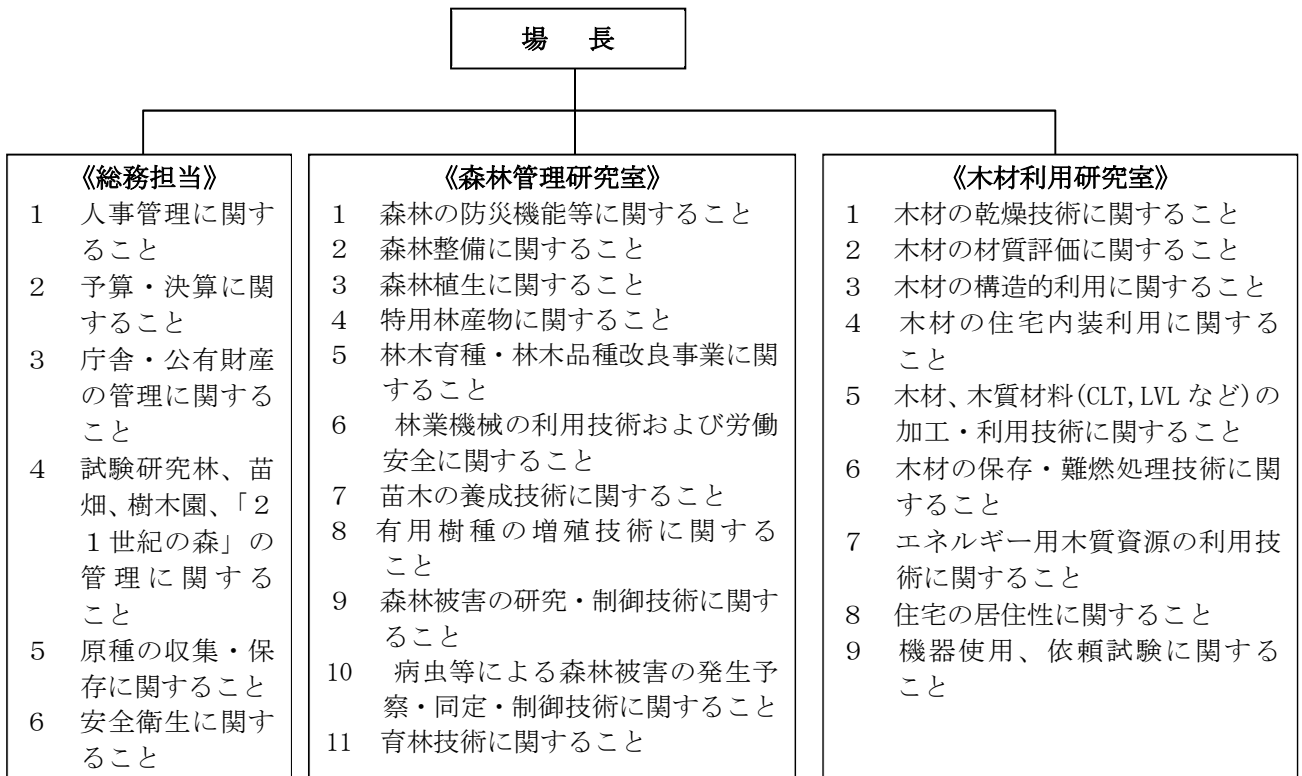 場　長
《総務担当》
1　人事管理に関す
ること
2　予算・決算に関
すること
3　庁舎・公有財産
の管理に関する
こと
4　試験研究林、苗
畑、樹木園、「2
1世紀の森」の
管理に関する
こと
5　原種の収集・保
存に関すること
6　安全衛生に関す
ること
《森林管理研究室》
1　森林の防災機能等に関すること
2　森林整備に関すること
3　森林植生に関すること
4　特用林産物に関すること
5　林木育種・林木品種改良事業に関
すること
6　林業機械の利用技術および労働
安全に関すること
7　苗木の養成技術に関すること
8　有用樹種の増殖技術に関する
こと
9　森林被害の研究・制御技術に関す
ること
10　病虫等による森林被害の発生予
察・同定・制御技術に関すること
11　育林技術に関すること
《木材利用研究室》
1　木材の乾燥技術に関すること
2　木材の材質評価に関すること
3　木材の構造的利用に関すること
4　木材の住宅内装利用に関する
こと
5　木材、木質材料(CLT,LVLなど)の
加工・利用技術に関すること
6　木材の保存・難燃処理技術に関
すること
7　エネルギー用木質資源の利用技
術に関すること
8　住宅の居住性に関すること
9　機器使用、依頼試験に関する
こと